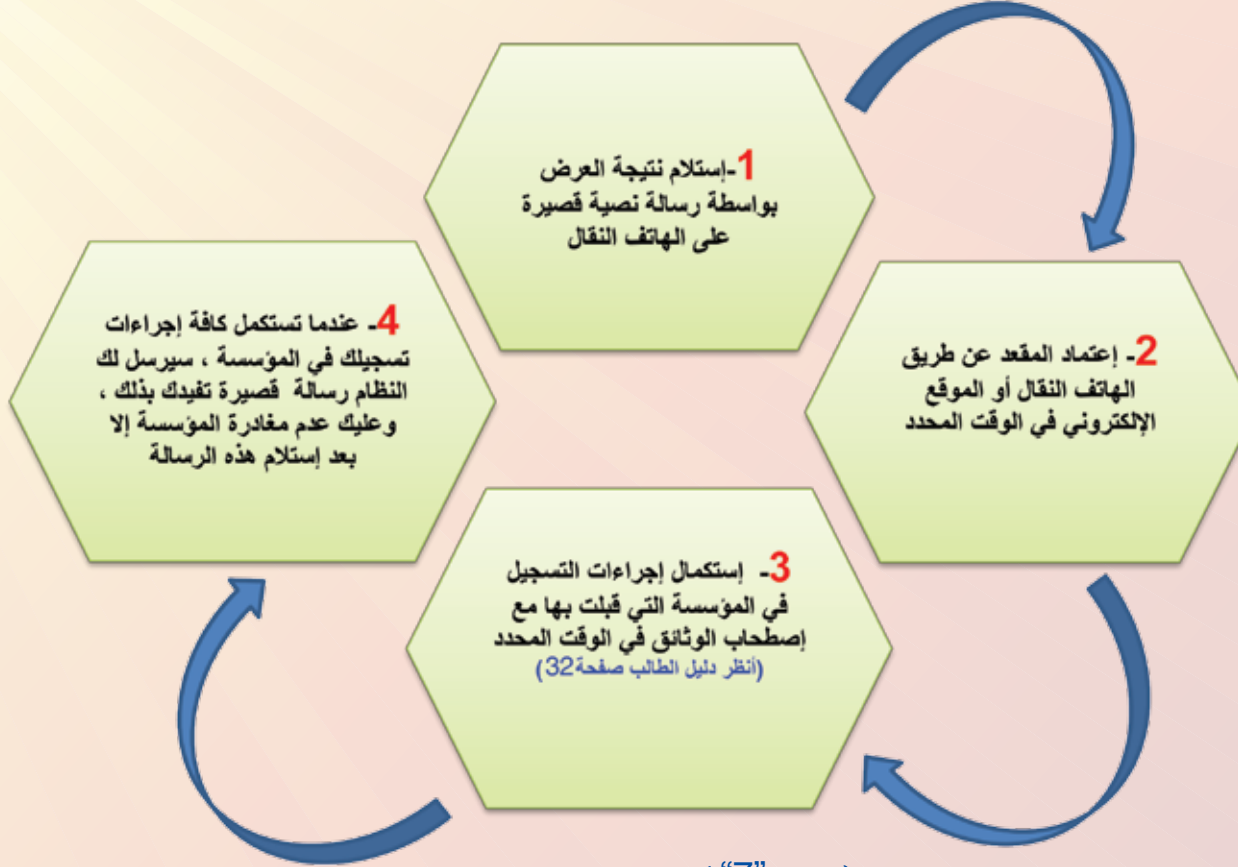 1-إستلام نتيجة العرض
بواسطة رسالة نصية قصيرة
على الهاتف النقال
2- إعتماد المقعد عن طريق
الهاتف النقال أو الموقع
الإلكتروني في الوقت المحدد
3- إستكمال إجراءات التسجيل
في المؤسسة التي قبلت بها مع
إصطحاب الوثائق في الوقت المحدد
(أنظر دليل الطالب صفحة32)
4- عندما تستكمل كافة إجراءات
تسجيلك في المؤسسة ، سيرسل لك
النظام رسالة قصيرة تفيدك بذلك ،
وعليك عدم مغادرة المؤسسة إلا
بعد إستلام هذه الرسالة